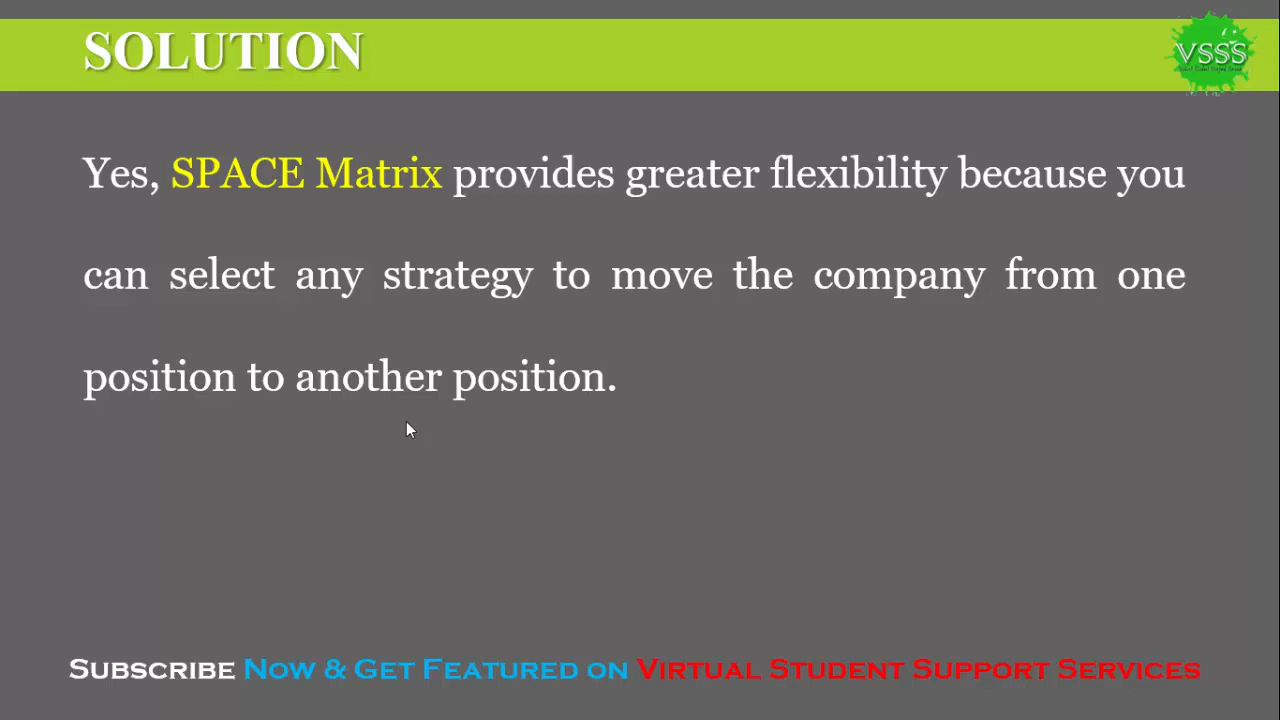 SOLUTION
VSSS
Yes, SPACE Matrix provides greater flexibility because you
can select any strategy to move the company from one
position to another position.
SUBSCRIBE NOW & GET FEATURED ON VIRTUAL STUDENT SUPPORT SERVICES